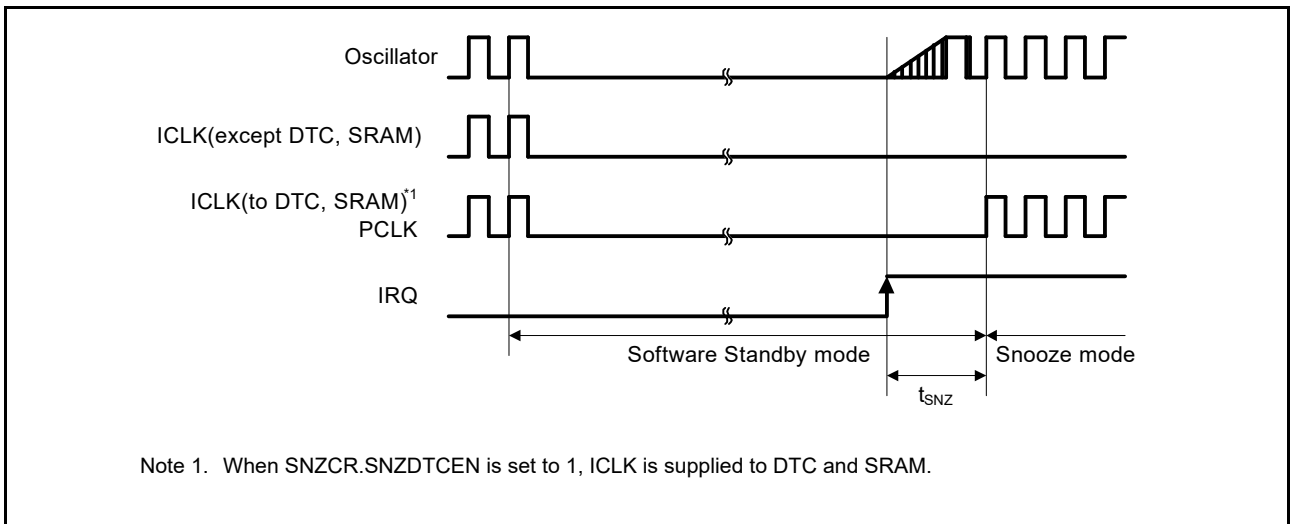 Oscillator
ICLK(except DTC, SRAM)
ICLK(to DTC, SRAM)*1
PCLK
IRQ
Software Standby mode
Snooze mode
tSNZ
Note 1. When SNZCR.SNZDTCEN is set to 1, ICLK is supplied to DTC and SRAM.